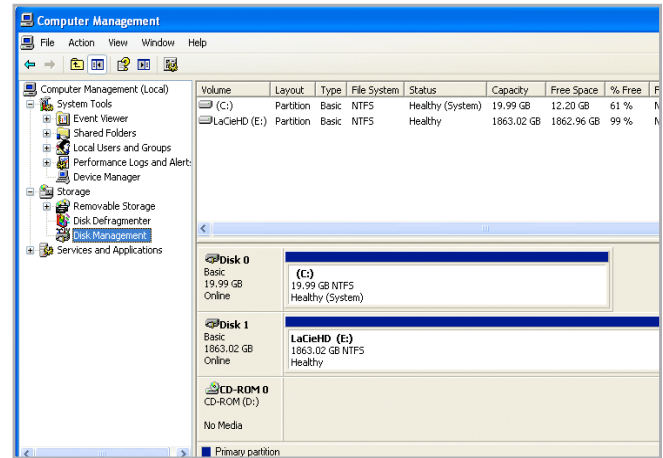 Computer Management
File Action View Window Help
Computer Management (Local)
System Tools
Event Viewer
Shared Folders
Local Users and Groups
Performance Logs and Alert
Device Manager
Storage
Removable Storage
Disk Defragmenter
Disk Management
Services and Applications
Volume Layout Type File System Status Capacity Free Space % Free F
(C:) Partition Basic NTFS Healthy (System) 19.99 GB 12.20 GB 61 % N
LaCieHD (E:) Partition Basic NTFS Healthy 1863.02 GB 1862.96 GB 99 % N
Disk 0
Basic
19.99 GB
Online
(C:)
19.99 GB NTFS
Healthy (System)
Disk 1
Basic
1863.02 GB
Online
LaCieHD (E:)
1863.02 GB NTFS
Healthy
CD-ROM 0
CD-ROM (D:)
No Media
Primary partition